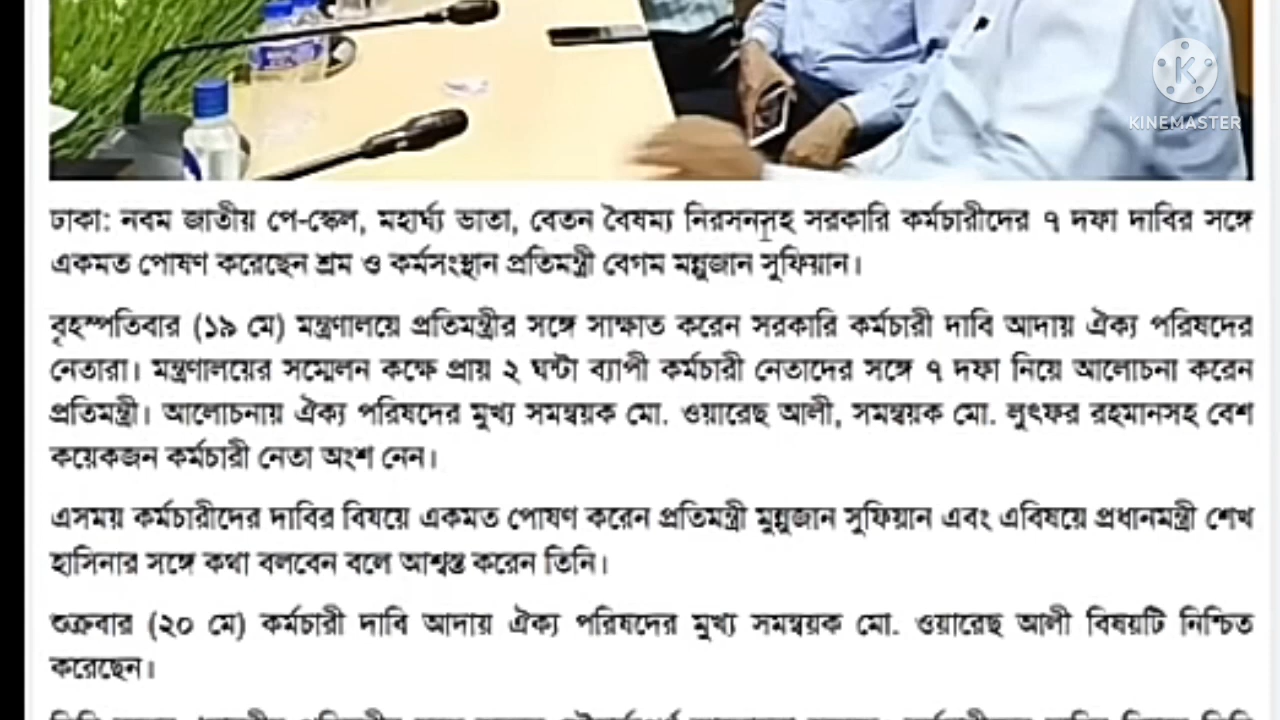 KINEMASTER
ঢাকা: নবম জাতীয় পে-স্কেল, মহার্ঘ্য ভাতা, বেতন বৈষম্য নিরসনসহ সরকারি কর্মচারীদের ৭ দফা দাবির সঙ্গে
একমত পোষণ করেছেন শ্রম ও কর্মসংস্থান প্রতিমন্ত্রী বেগম মন্নুজান সুফিয়ান।
বৃহস্পতিবার (১৯ মে) মন্ত্রণালয়ে প্রতিমন্ত্রীর সঙ্গে সাক্ষাত করেন সরকারি কর্মচারী দাবি আদায় ঐক্য পরিষদের
নেতারা। মন্ত্রণালয়ের সম্মেলন কক্ষে প্রায় ২ ঘন্টা ব্যাপী কর্মচারী নেতাদের সঙ্গে ৭ দফা নিয়ে আলোচনা করেন
প্রতিমন্ত্রী। আলোচনায় ঐক্য পরিষদের মুখ্য সমন্বয়ক মো. ওয়ারেছ আলী, সমন্বয়ক মো. লুৎফর রহমানসহ বেশ
কয়েকজন কর্মচারী নেতা অংশ নেন।
এসময় কর্মচারীদের দাবির বিষয়ে একমত পোষণ করেন প্রতিমন্ত্রী মুন্নুজান সুফিয়ান এবং এবিষয়ে প্রধানমন্ত্রী শেখ
হাসিনার সঙ্গে কথা বলবেন বলে আশ্বস্ত করেন তিনি।
শুক্রবার (২০ মে) কর্মচারী দাবি আদায় ঐক্য পরিষদের মুখ্য সমন্বয়ক মো. ওয়ারেছ আলী বিষয়টি নিশ্চিত
করেছেন।